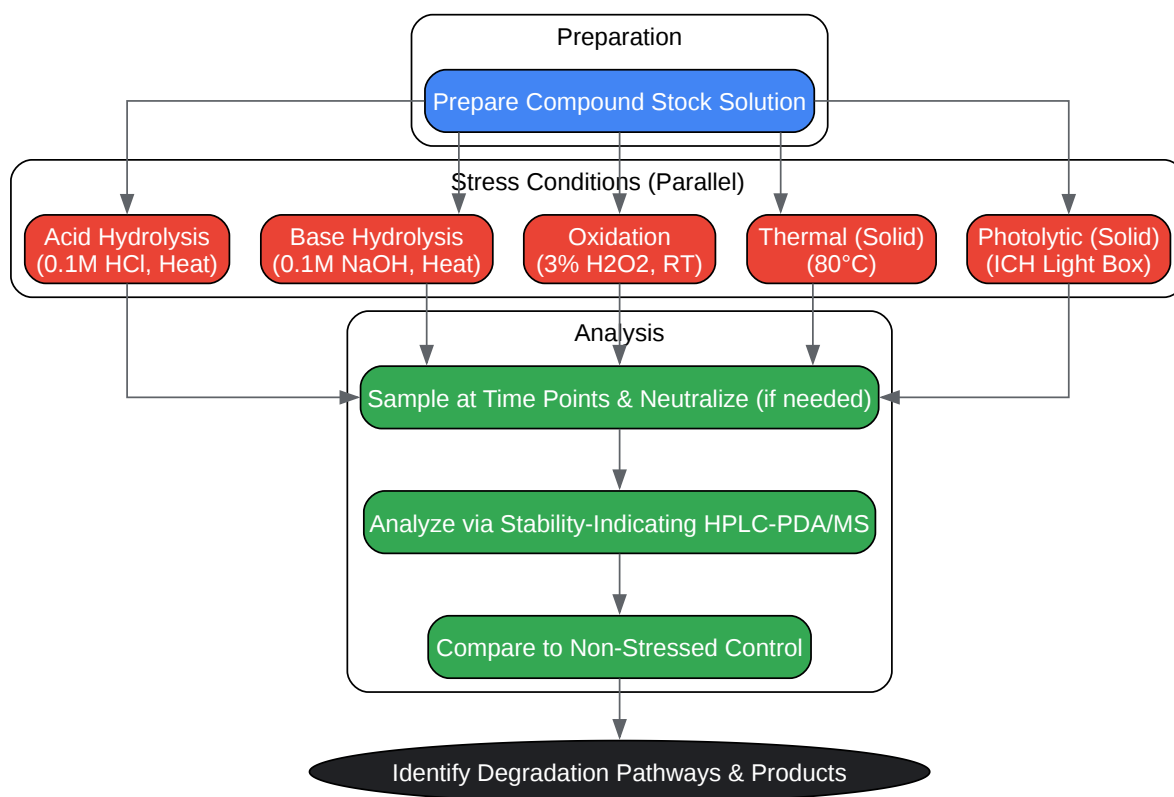 Preparation
Prepare Compound Stock Solution
Stress Conditions (Parallel)
Acid Hydrolysis
(0.1M HCl, Heat)
Base Hydrolysis
(0.1M NaOH, Heat)
Oxidation
(3% H2O2, RT)
Thermal (Solid)
(80°C)
Photolytic (Solid)
(ICH Light Box)
Analysis
Sample at Time Points & Neutralize (if needed)
Analyze via Stability-Indicating HPLC-PDA/MS
Compare to Non-Stressed Control
Identify Degradation Pathways & Products